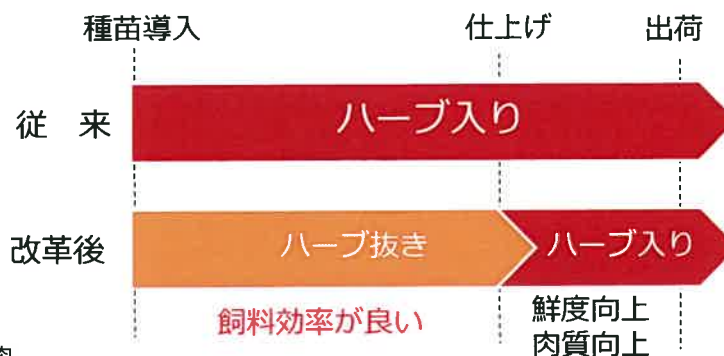 種苗導入 仕上げ 出荷
従 来 ハーブ入り
改革後 ハーブ抜き ハーブ入り
飼料効率が良い 鮮度向上
肉質向上